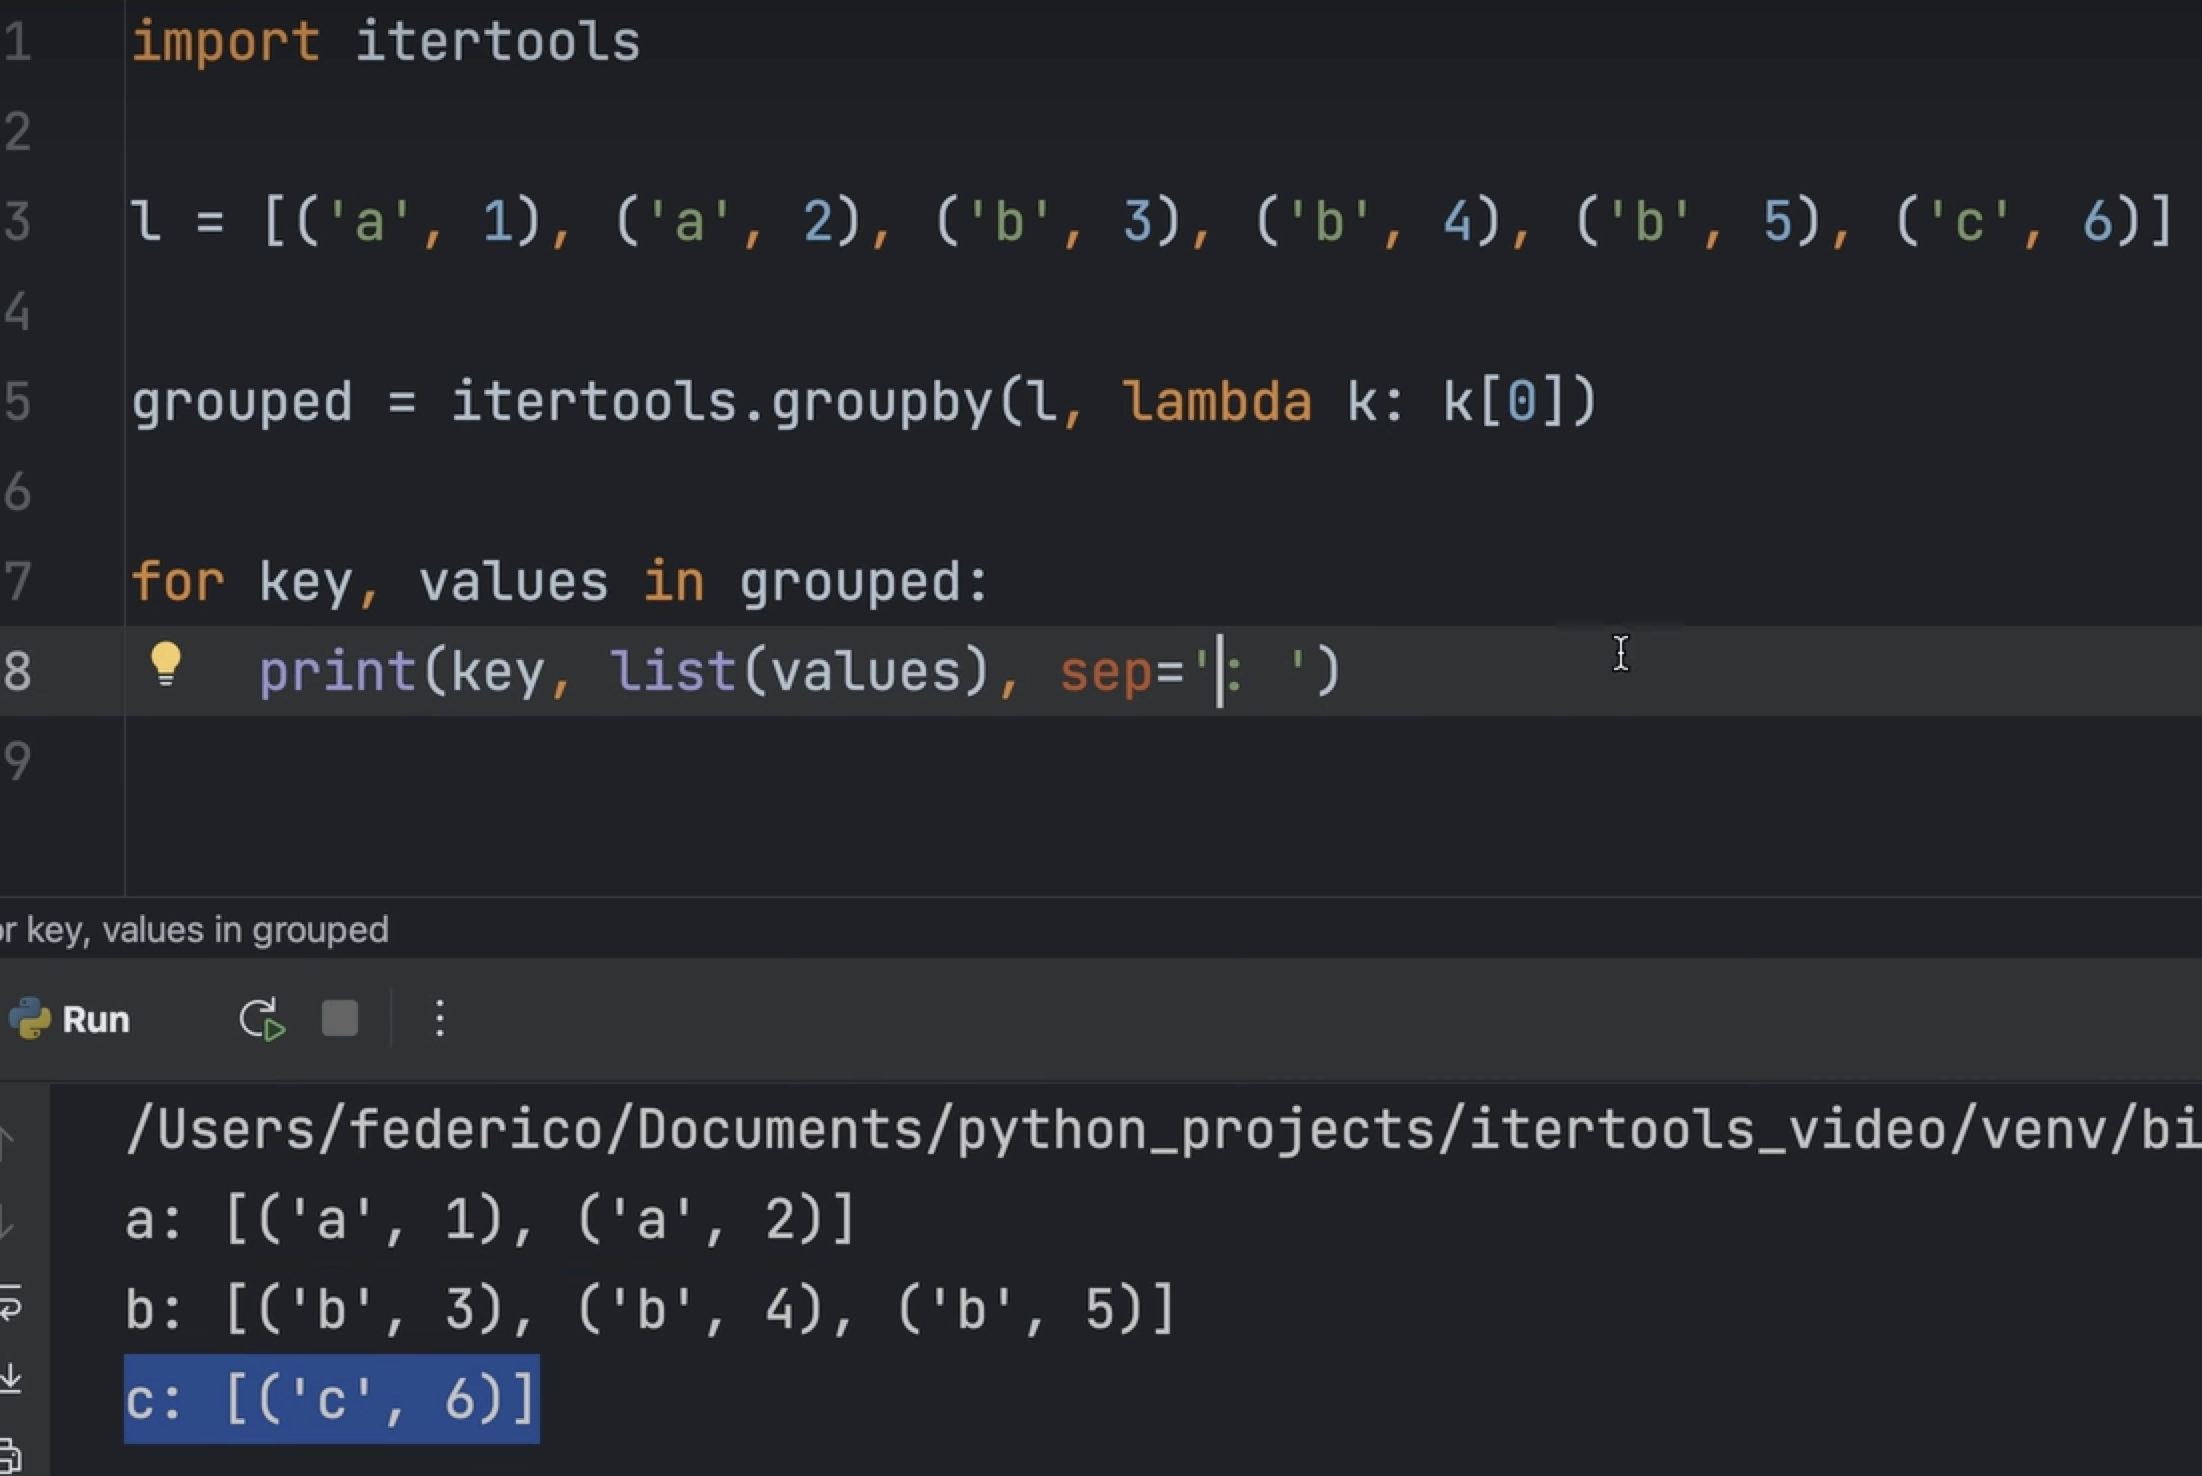 1 import itertools
2
3 l = [('a', 1), ('a', 2), ('b', 3), ('b', 4), ('b', 5), ('c', 6)]
4
5 grouped = itertools.groupby(l, lambda k: k[0])
6
7 for key, values in grouped:
8 print(key, list(values), sep=': ')
9
or key, values in grouped
Run
/Users/federico/Documents/python_projects/itertools_video/venv/bi
a: [('a', 1), ('a', 2)]
b: [('b', 3), ('b', 4), ('b', 5)]
c: [('c', 6)]